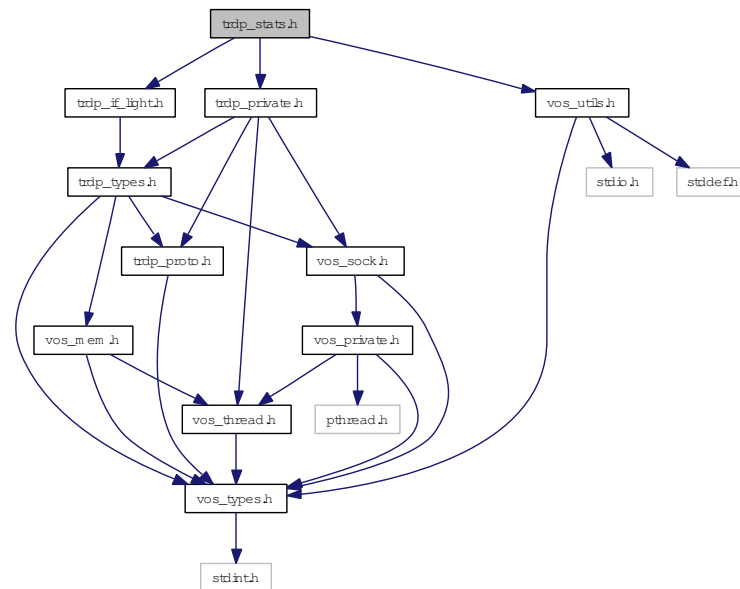 trdp_stats.h
trdp_if_light.h
trdp_private.h
vos_utils.h
trdp_types.h
stdio.h
stddef.h
trdp_proto.h
vos_sock.h
vos_mem.h
vos_private.h
vos_thread.h
pthread.h
vos_types.h
stdint.h